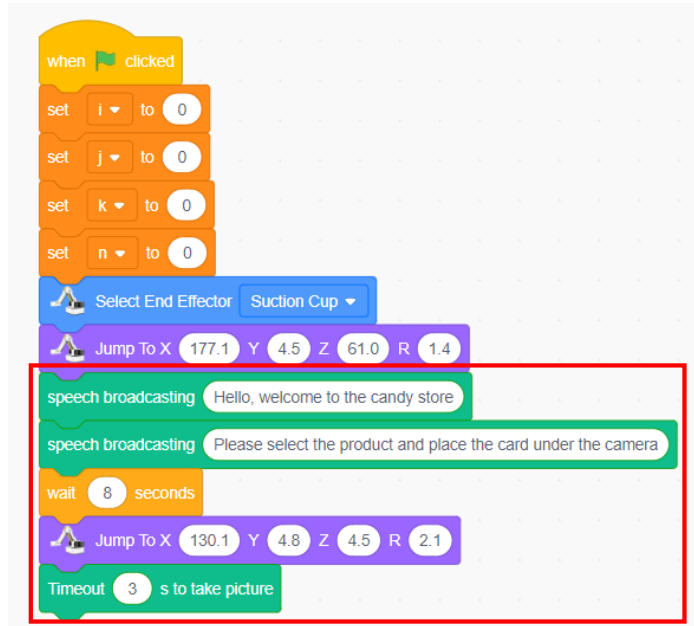 when clicked
set i to 0
set j to 0
set k to 0
set n to 0
Select End Effector Suction Cup
Jump To X 177.1 Y 4.5 Z 61.0 R 1.4
speech broadcasting Hello, welcome to the candy store
speech broadcasting Please select the product and place the card under the camera
wait 8 seconds
Jump To X 130.1 Y 4.8 Z 4.5 R 2.1
Timeout 3 s to take picture